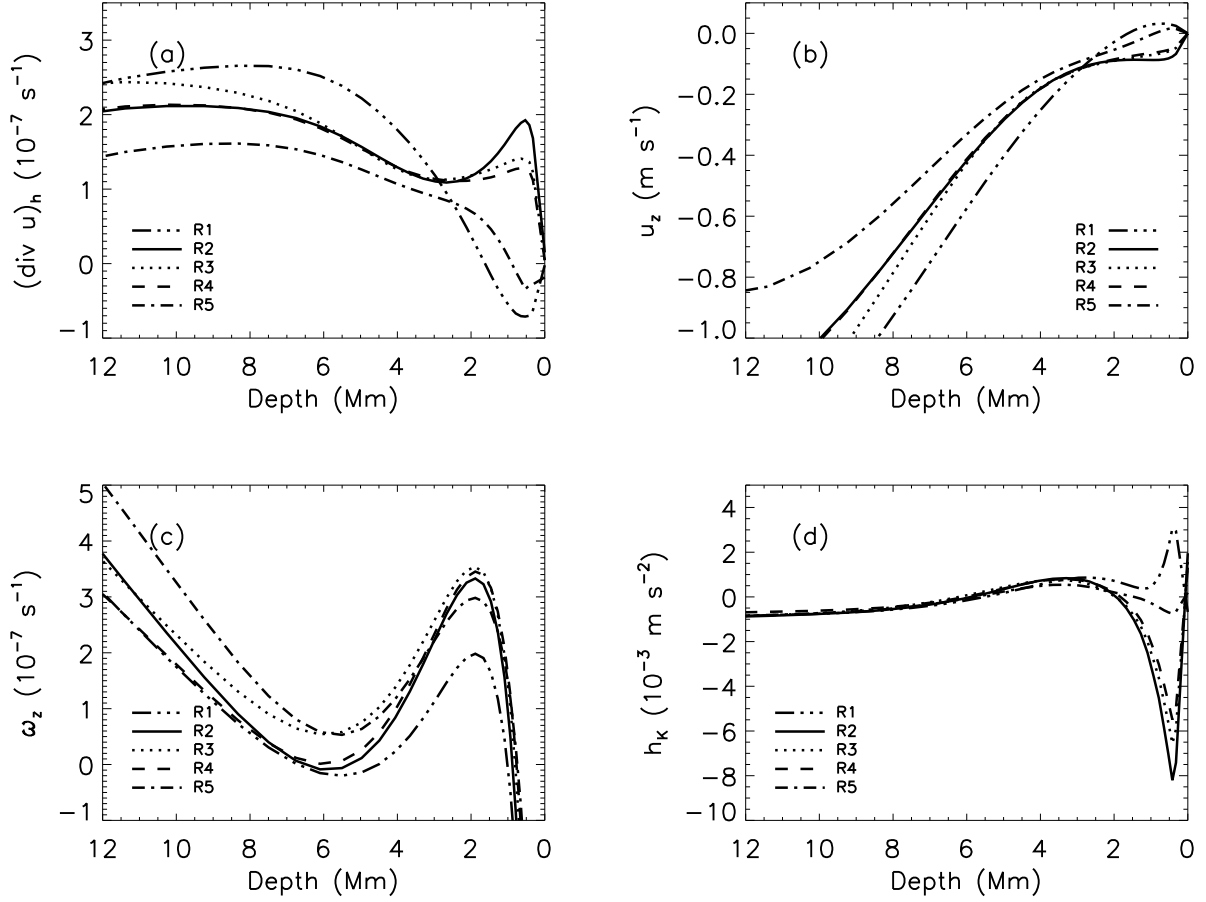 (a)
(div u)h (10−7 s−1)
3
2
1
0
−1
R1
R2
R3
R4
R5
12 10 8 6 4 2 0
Depth (Mm)
(b)
uz (m s−1)
0.0
−0.2
−0.4
−0.6
−0.8
−1.0
R1
R2
R3
R4
R5
12 10 8 6 4 2 0
Depth (Mm)
(c)
ωz (10−7 s−1)
5
4
3
2
1
0
−1
R1
R2
R3
R4
R5
12 10 8 6 4 2 0
Depth (Mm)
(d)
hK (10−3 m s−2)
4
2
0
−2
−4
−6
−8
−10
R1
R2
R3
R4
R5
12 10 8 6 4 2 0
Depth (Mm)